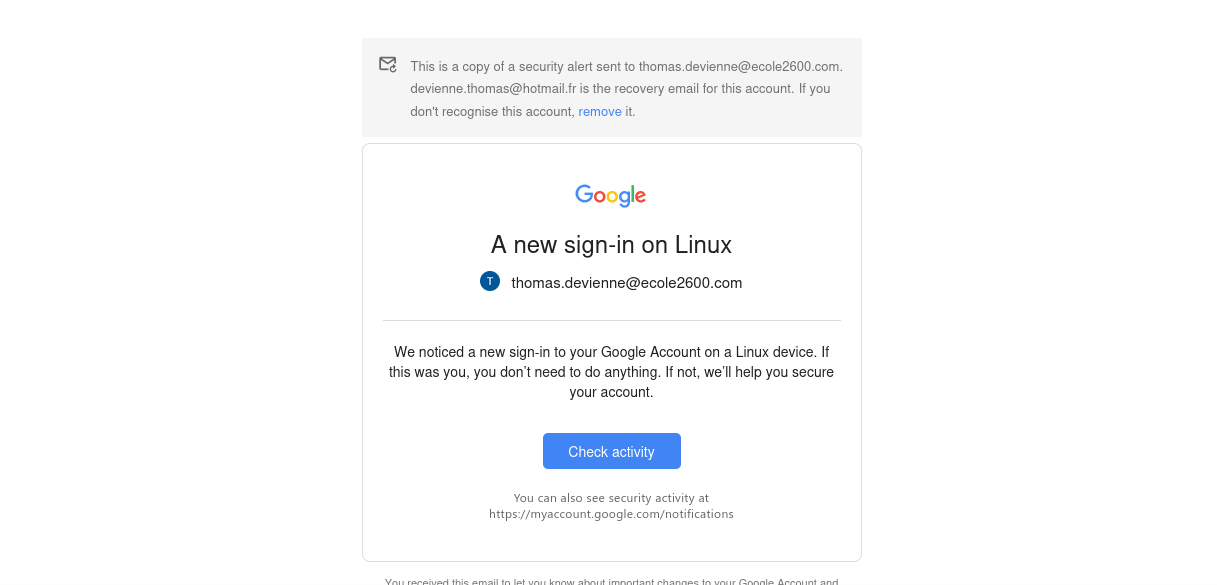 This is a copy of a security alert sent to thomas.devienne@ecole2600.com.
devienne.thomas@hotmail.fr is the recovery email for this account. If you
don't recognise this account, remove it.
Google
A new sign-in on Linux
T thomas.devienne@ecole2600.com
We noticed a new sign-in to your Google Account on a Linux device. If
this was you, you don’t need to do anything. If not, we’ll help you secure
your account.
Check activity
You can also see security activity at
https://myaccount.google.com/notifications
You received this email to let you know about important changes to your Google Account and